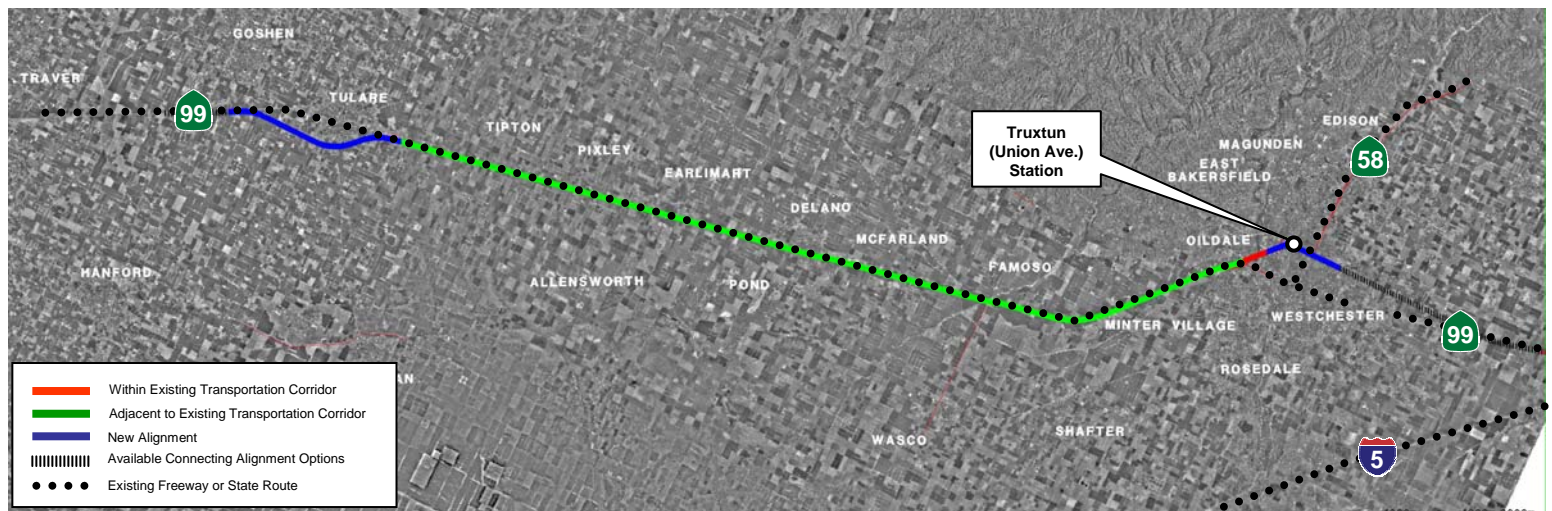 GOSHEN
TRAVER
TULARE
99
TIPTON
PIXLEY
EARLIMART
DELANO
MCFARLAND
HANFORD
ALLENSWORTH
POND
FAMOSO
Truxtun
(Union Ave.)
Station
EDISON
MAGUNDEN
58
EAST
BAKERSFIELD
OILDALE
MINTER VILLAGE
WESTCHESTER
99
ROSEDALE
WASCO
SHAFTER
5
AN
Within Existing Transportation Corridor
Adjacent to Existing Transportation Corridor
New Alignment
Available Connecting Alignment Options
Existing Freeway or State Route